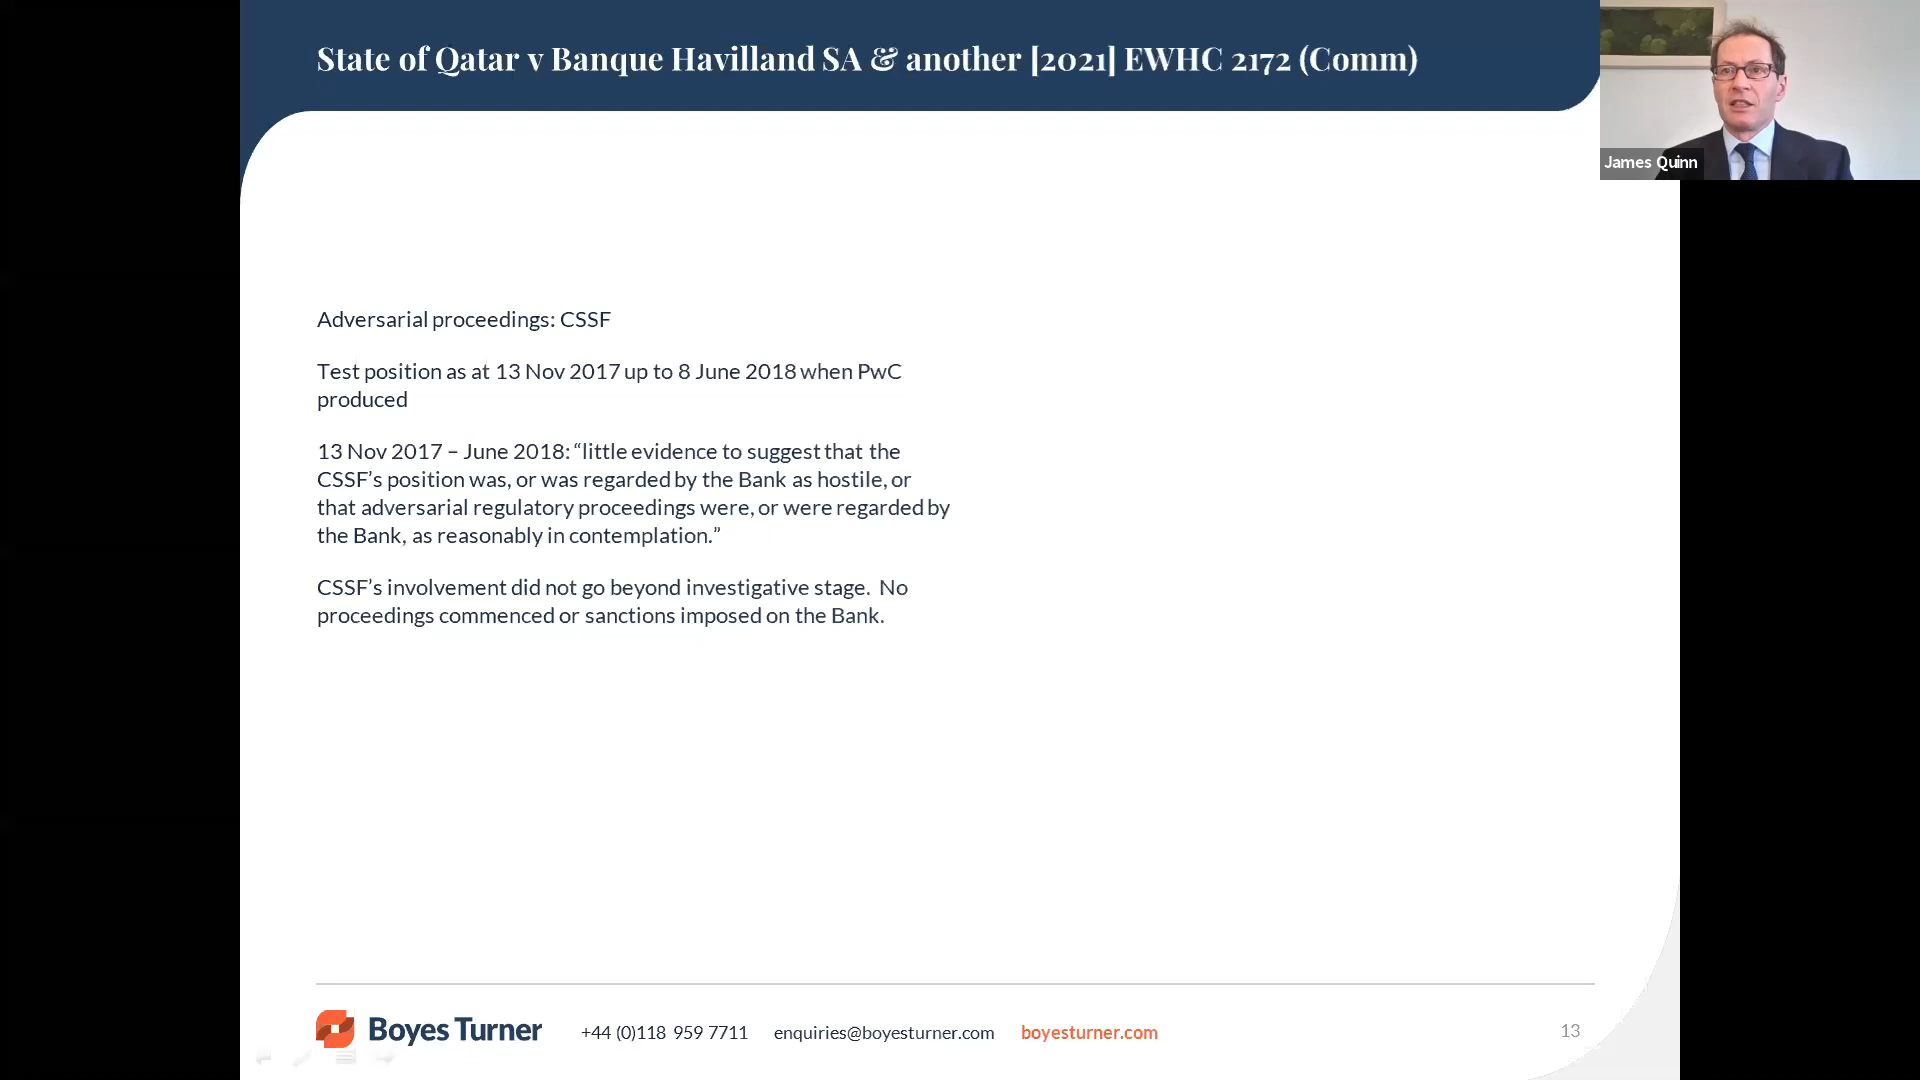 State of Qatar v Banque Havilland SA & another [2021] EWHC 2172 (Comm)
James Quinn
Adversarial proceedings: CSSF
Test position as at 13 Nov 2017 up to 8 June 2018 when PwC
produced
13 Nov 2017 – June 2018: “little evidence to suggest that the
CSSF’s position was, or was regarded by the Bank as hostile, or
that adversarial regulatory proceedings were, or were regarded by
the Bank, as reasonably in contemplation.”
CSSF’s involvement did not go beyond investigative stage.  No
proceedings commenced or sanctions imposed on the Bank.
Boyes Turner
+44 (0)118 959 7711 enquiries@boyesturner.com boyesturner.com
13